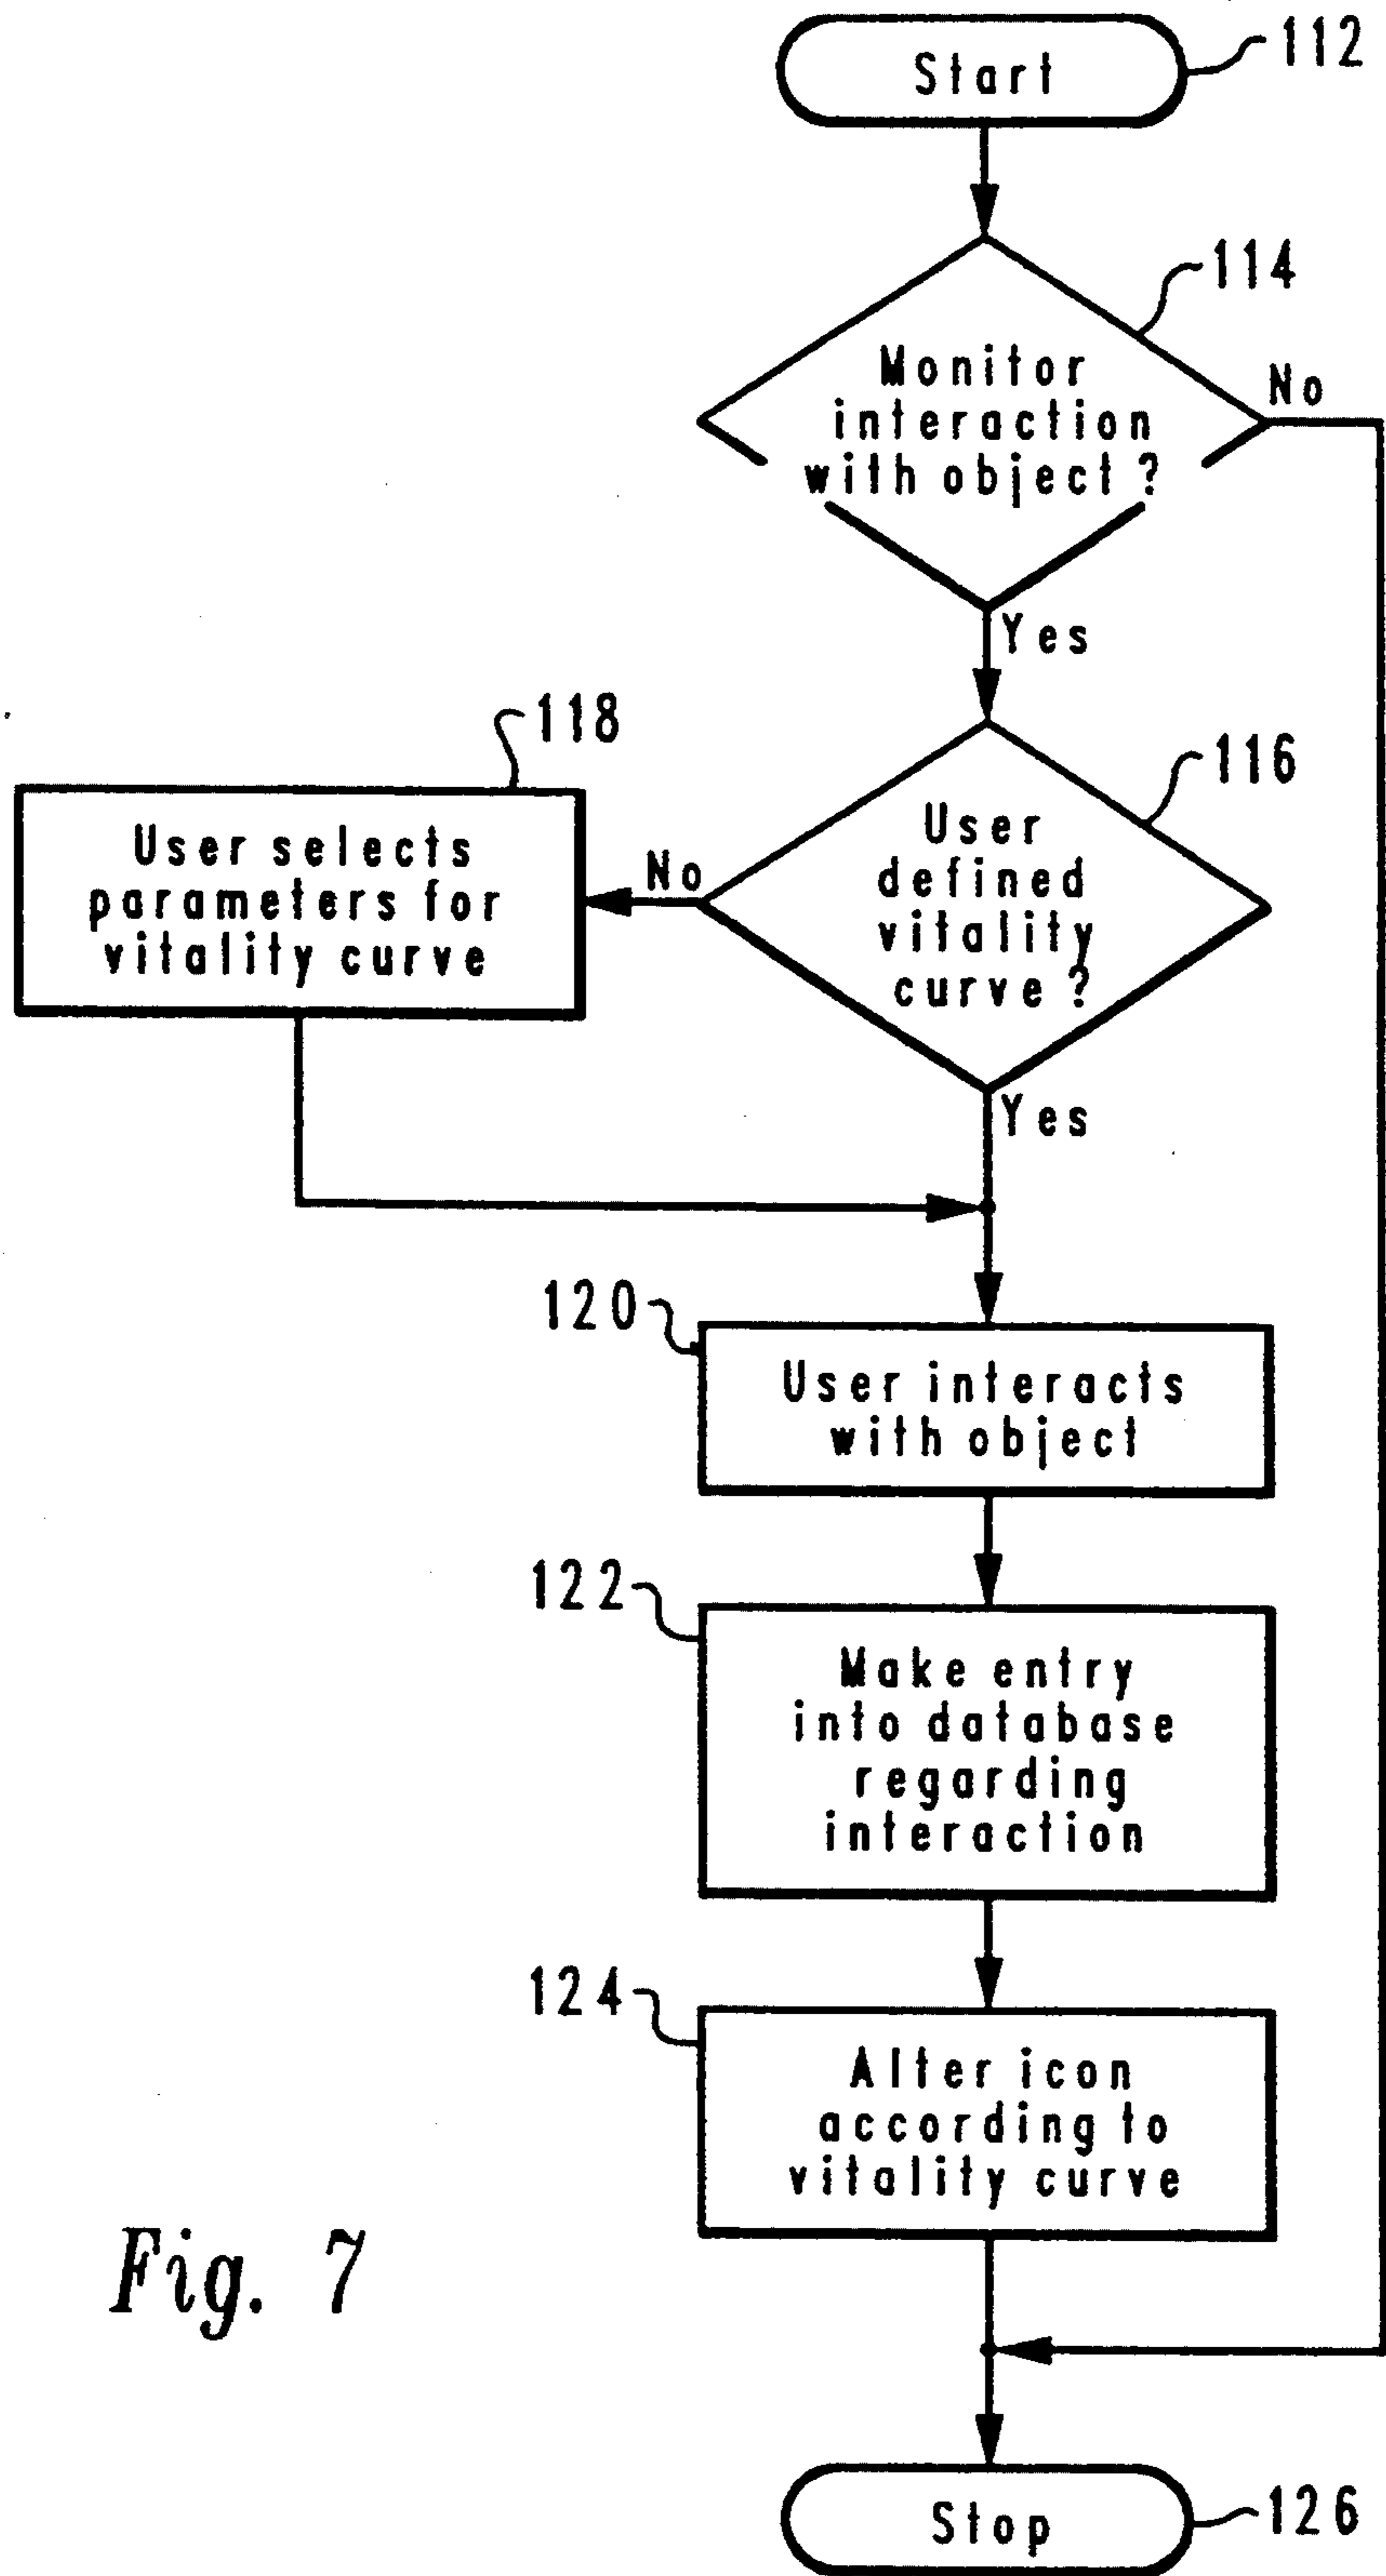 Start
112
114
Monitor
interaction
with object?
No
Yes
118
116
User selects
parameters for
vitality curve
No
User
defined
vitality
curve?
Yes
120
User interacts
with object
122
Make entry
into database
regarding
interaction
124
Alter icon
according to
vitality curve
Fig. 7
Stop
126